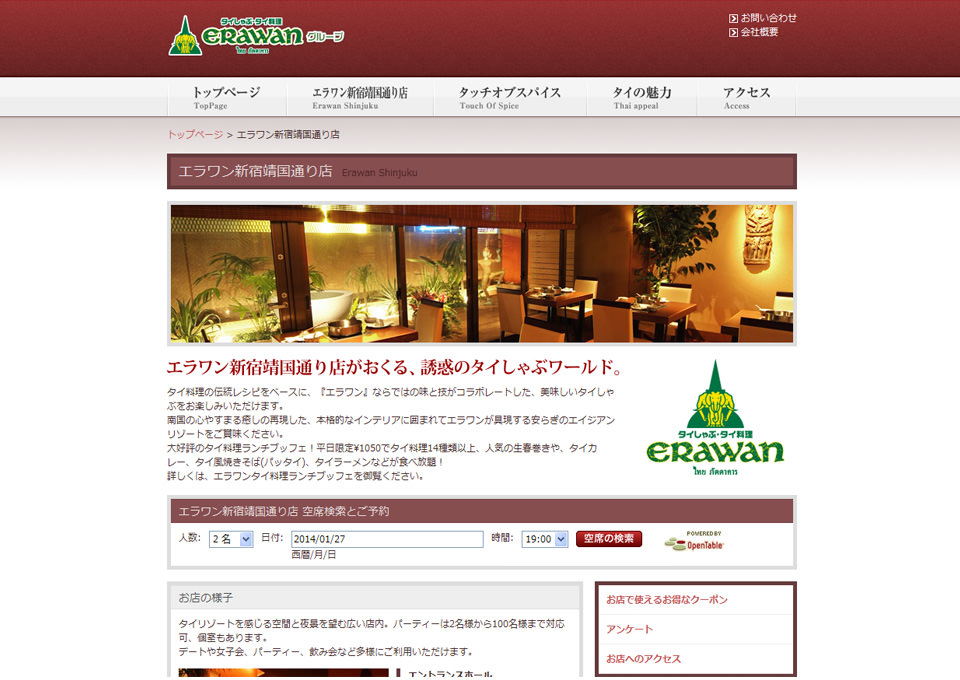 タイしゃぶ・タイ料理
ERAWAN グループ
お問い合わせ
会社概要
トップページ
TopPage
エラワン新宿靖国通り店
Erawan Shinjuku
タッチオブスパイス
Touch Of Spice
タイの魅力
Thai appeal
アクセス
Access
トップページ > エラワン新宿靖国通り店
エラワン新宿靖国通り店 Erawan Shinjuku
エラワン新宿靖国通り店がおくる、誘惑のタイしゃぶワールド。
タイ料理の伝統レシピをベースに、『エラワン』ならではの味と技がコラボレートした、美味しいタイしゃ
ぶをお楽しみいただけます。
南国の心やすまる癒しの再現した、本格的なインテリアに囲まれてエラワンが具現する安らぎのエイジアン
リゾートをご賞味ください。
大好評のタイ料理ランチブッフェ！平日限定¥1050でタイ料理14種類以上、人気の生春巻きや、タイカ
レー、タイ風焼きそば(パッタイ)、タイラーメンなどが食べ放題！
詳しくは、エラワンタイ料理ランチブッフェを御覧ください。
タイしゃぶ・タイ料理
ERAWAN
ไทย ภัตตาคาร
エラワン新宿靖国通り店 空席検索とご予約
人数: 2 名 日付: 2014/01/27 時間: 19:00 空席の検索
西暦/月/日
POWERED BY
OpenTable
お店の様子
タイリゾートを感じる空間と夜景を望む広い店内。パーティーは2名様から100名様まで対応
可、個室もあります。
デートや女子会、パーティー、飲み会など多様にご利用いただけます。
エントランスホール
お店で使えるお得なクーポン
アンケート
お店へのアクセス